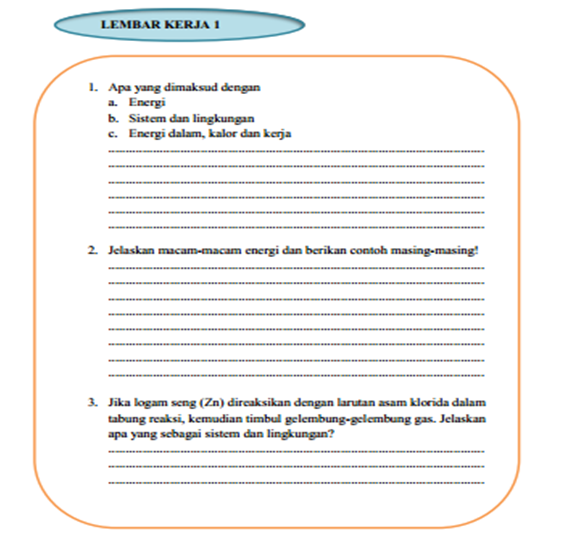 LEMBAR KERJA 1
1. Apa yang dimaksud dengan
a. Energi
b. Sistem dan lingkungan
c. Energi dalam, kalor dan kerja
2. Jelaskan macam-macam energi dan berikan contoh masing-masing!
3. Jika logam seng (Zn) direaksikan dengan larutan asam klorida dalam
tabung reaksi, kemudian timbul gelembung-gelembung gas. Jelaskan
apa yang sebagai sistem dan lingkungan?